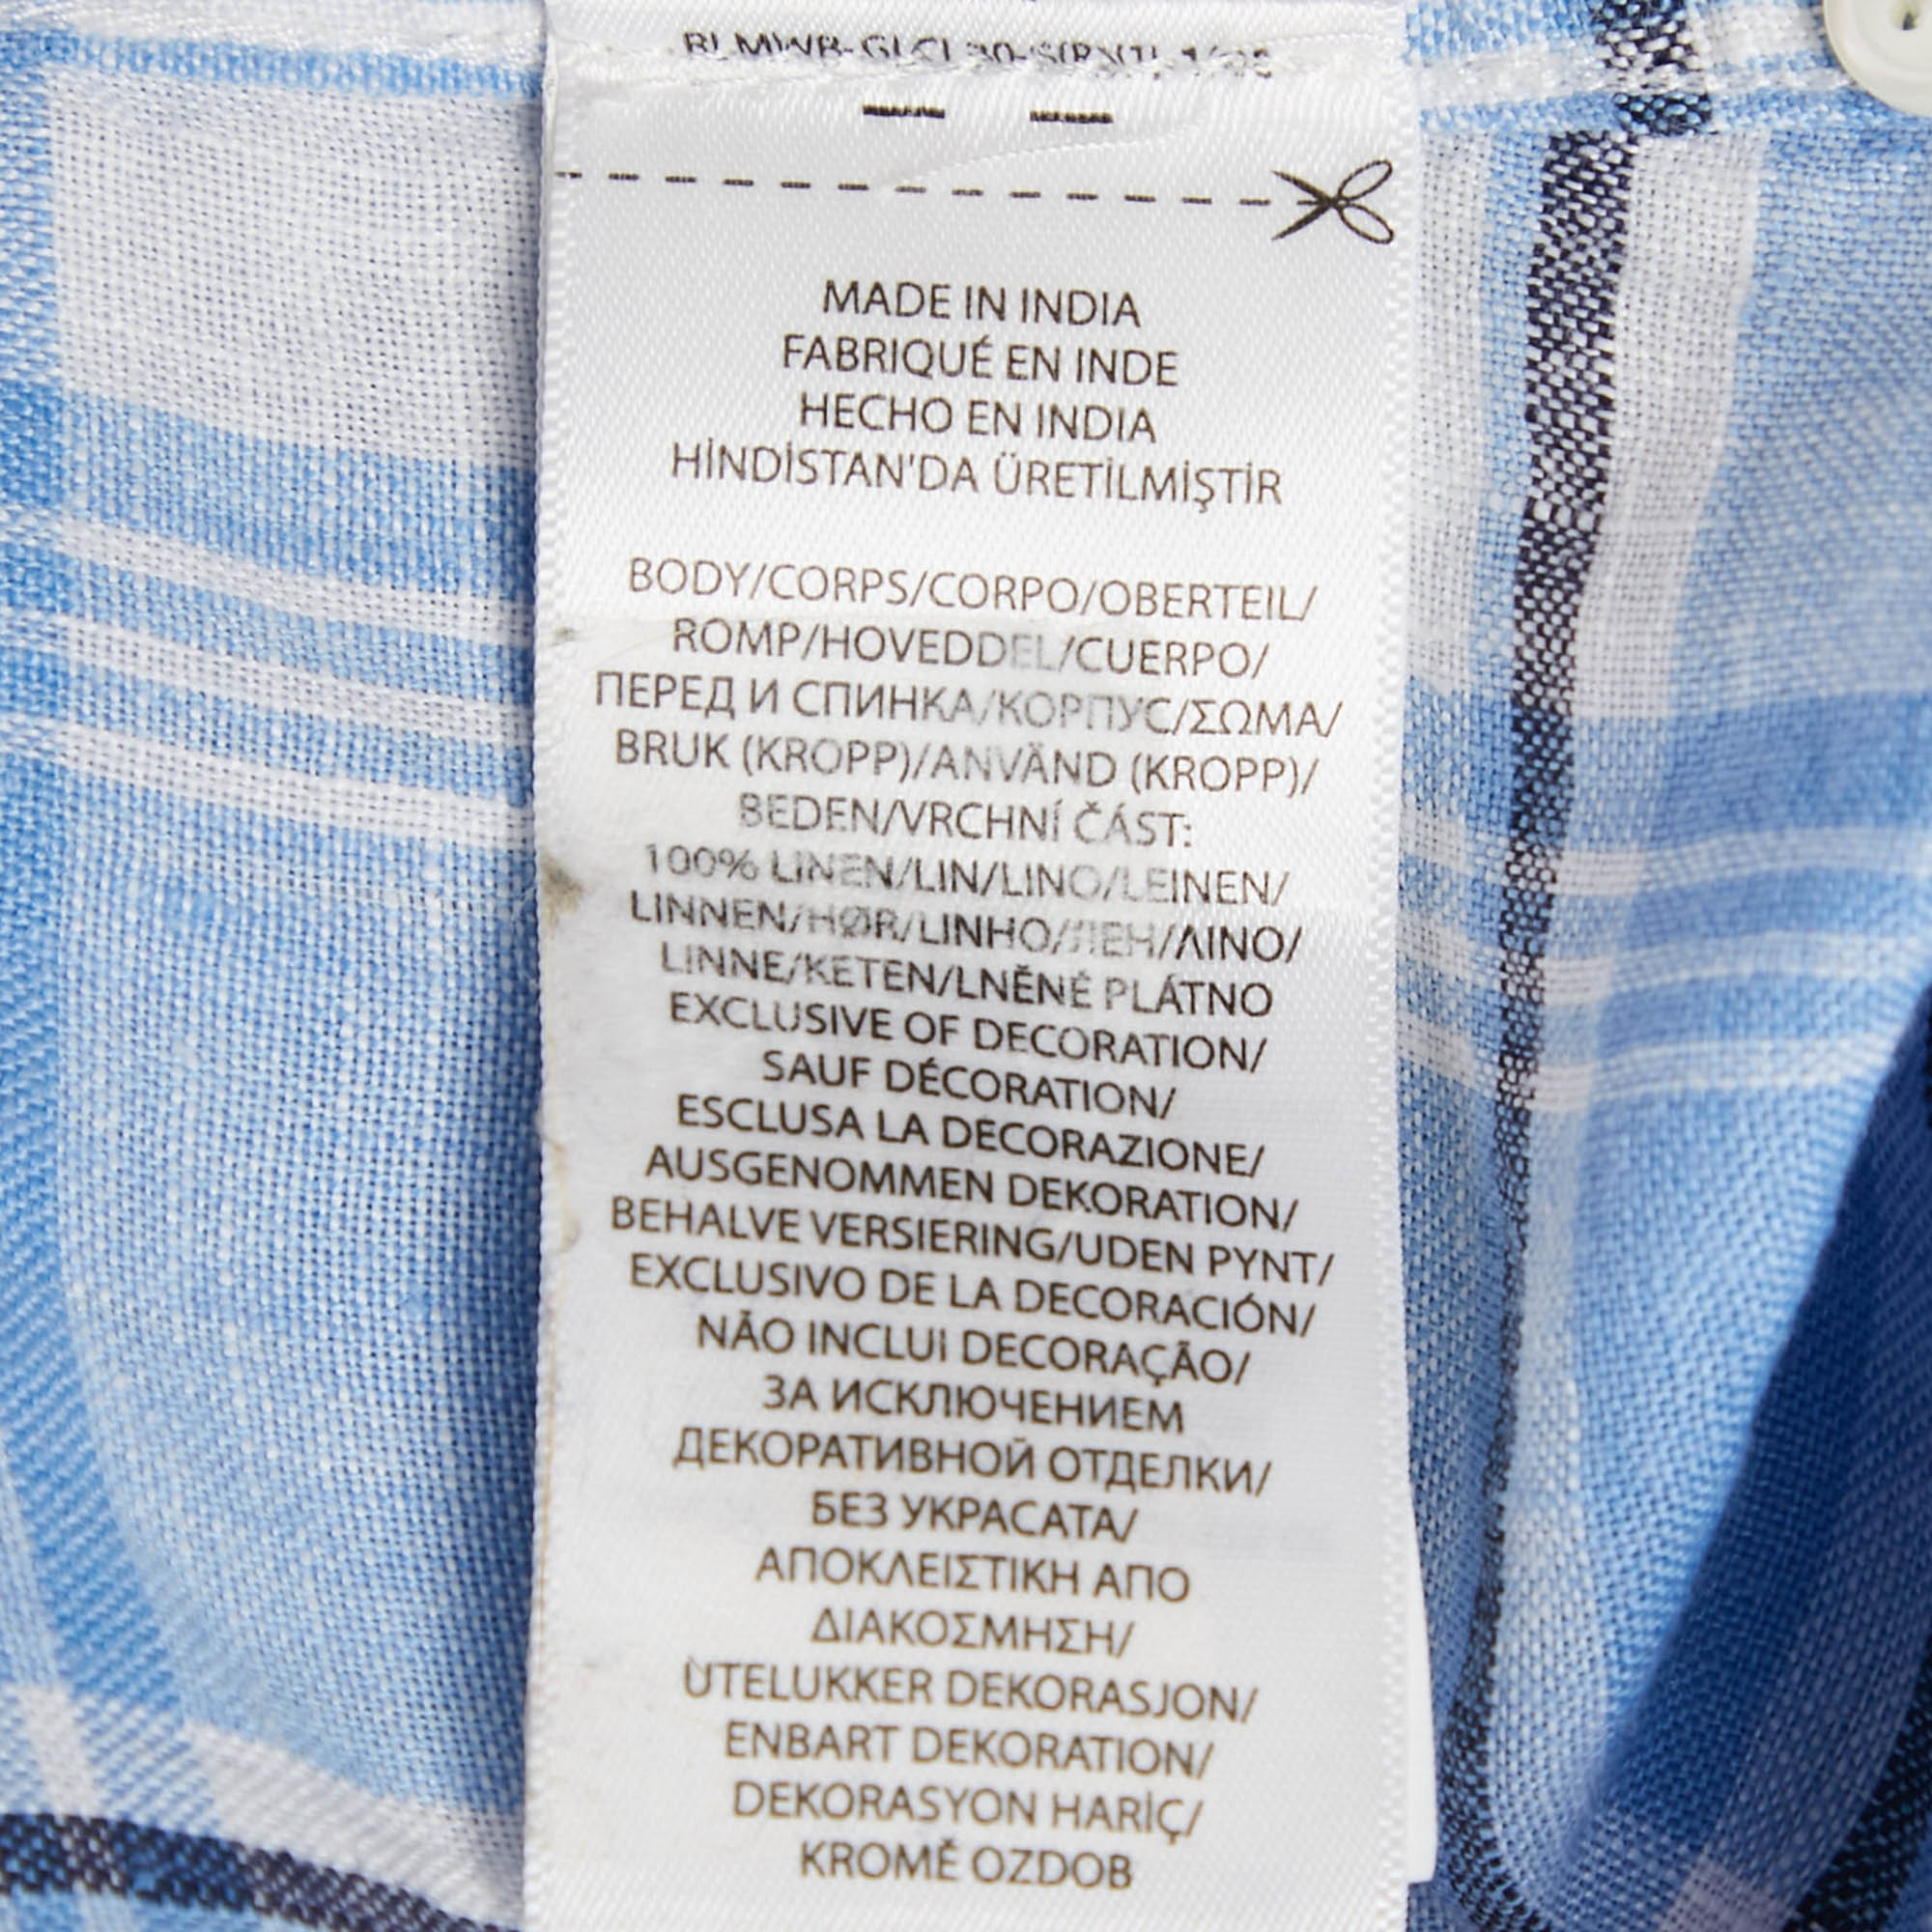 MADE IN INDIA
FABRIQUÉ EN INDE
HECHO EN INDIA
HİNDİSTAN'DA ÜRETİLMİŞTİR
BODY/CORPS/CORPO/OBERTEIL/
ROMP/HOVEDDEL/CUERPO/
ПЕРЕД И СПИНКА/КОРПУС/ΣΩΜΑ/
BRUK (KROPP)/ANVÄND (KROPP)/
BEDEN/VRCHNÍ ČÁST:
100% LINEN/LIN/LINO/LEINEN/
LINNEN/HØR/LINHO/ЛЕН/ΛΙΝΟ/
LINNE/KETEN/LNĚNÉ PLÁTNO
EXCLUSIVE OF DECORATION/
SAUF DÉCORATION/
ESCLUSA LA DECORAZIONE/
AUSGENOMMEN DEKORATION/
BEHALVE VERSIERING/UDEN PYNT/
EXCLUSIVO DE LA DECORACIÓN/
NÃO INCLUI DECORAÇÃO/
ЗА ИСКЛЮЧЕНИЕМ
ДЕКОРАТИВНОЙ ОТДЕЛКИ/
БЕЗ УКРАСАТА/
ΑΠΟΚΛΕΙΣΤΙΚΗ ΑΠΟ
ΔΙΑΚΟΣΜΗΣΗ/
UTELUKKER DEKORASJON/
ENBART DEKORATION/
DEKORASYON HARİÇ/
KROMĚ OZDOB